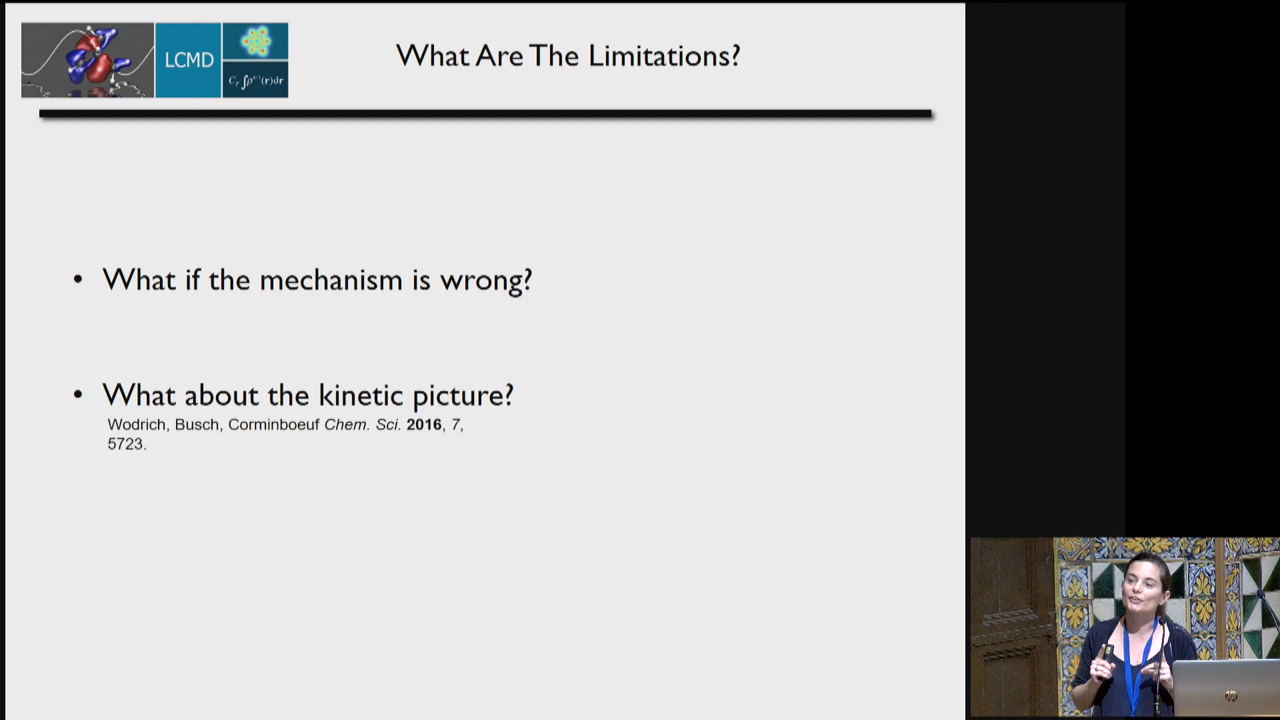 LCMD
What Are The Limitations?
• What if the mechanism is wrong?
• What about the kinetic picture?
Wodrich, Busch, Corminboeuf Chem. Sci. 2016, 7,
5723.
hp